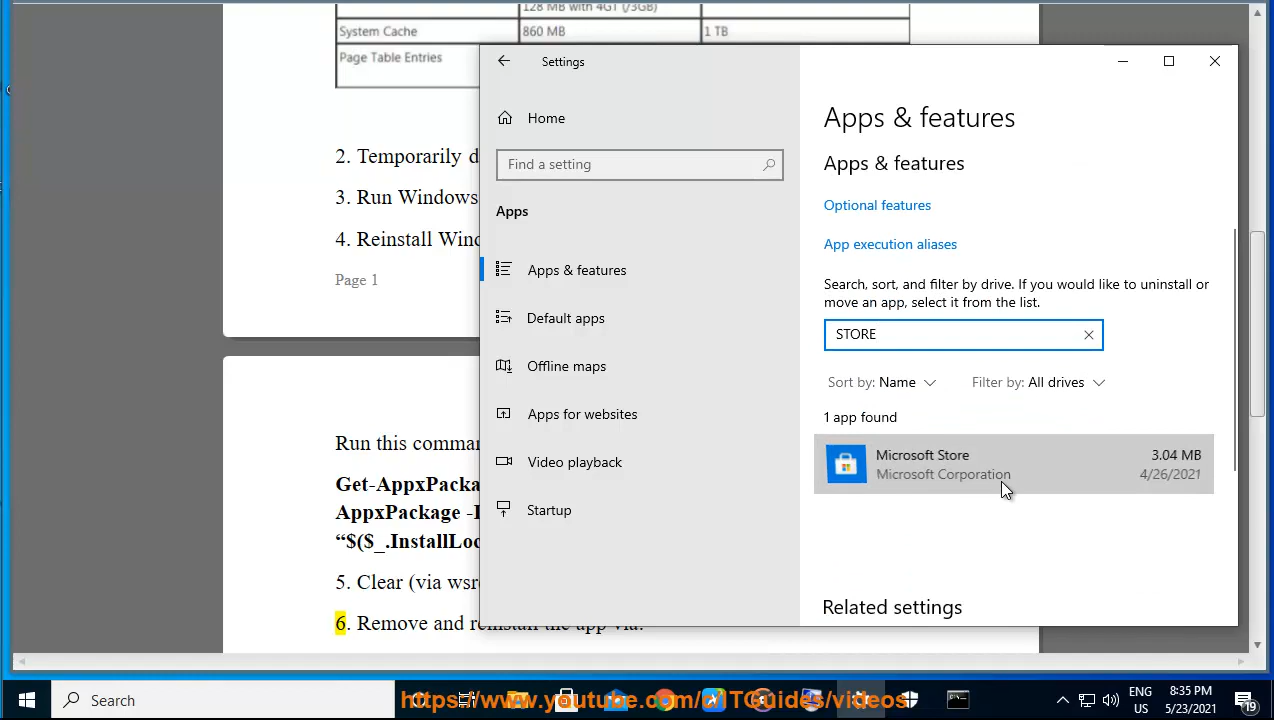 128 MB with 4GT (/3GB)
System Cache 860 MB 1 TB
Page Table Entries
2. Temporarily d
3. Run Windows
4. Reinstall Wind
Page 1
Run this comman
Get-AppxPacka
AppxPackage -
“$($_.InstallLoc
5. Clear (via wsre
6. Remove and reinstall the app via:
Settings
Home
Find a setting
Apps
Apps & features
Default apps
Offline maps
Apps for websites
Video playback
Startup
Apps & features
Apps & features
Optional features
App execution aliases
Search, sort, and filter by drive. If you would like to uninstall or
move an app, select it from the list.
STORE
Sort by: Name Filter by: All drives
1 app found
Microsoft Store 3.04 MB
Microsoft Corporation 4/26/2021
Related settings
Search
https://www.youtube.com/c/ITGuides/videos
ENG
US
8:35 PM
5/23/2021
19